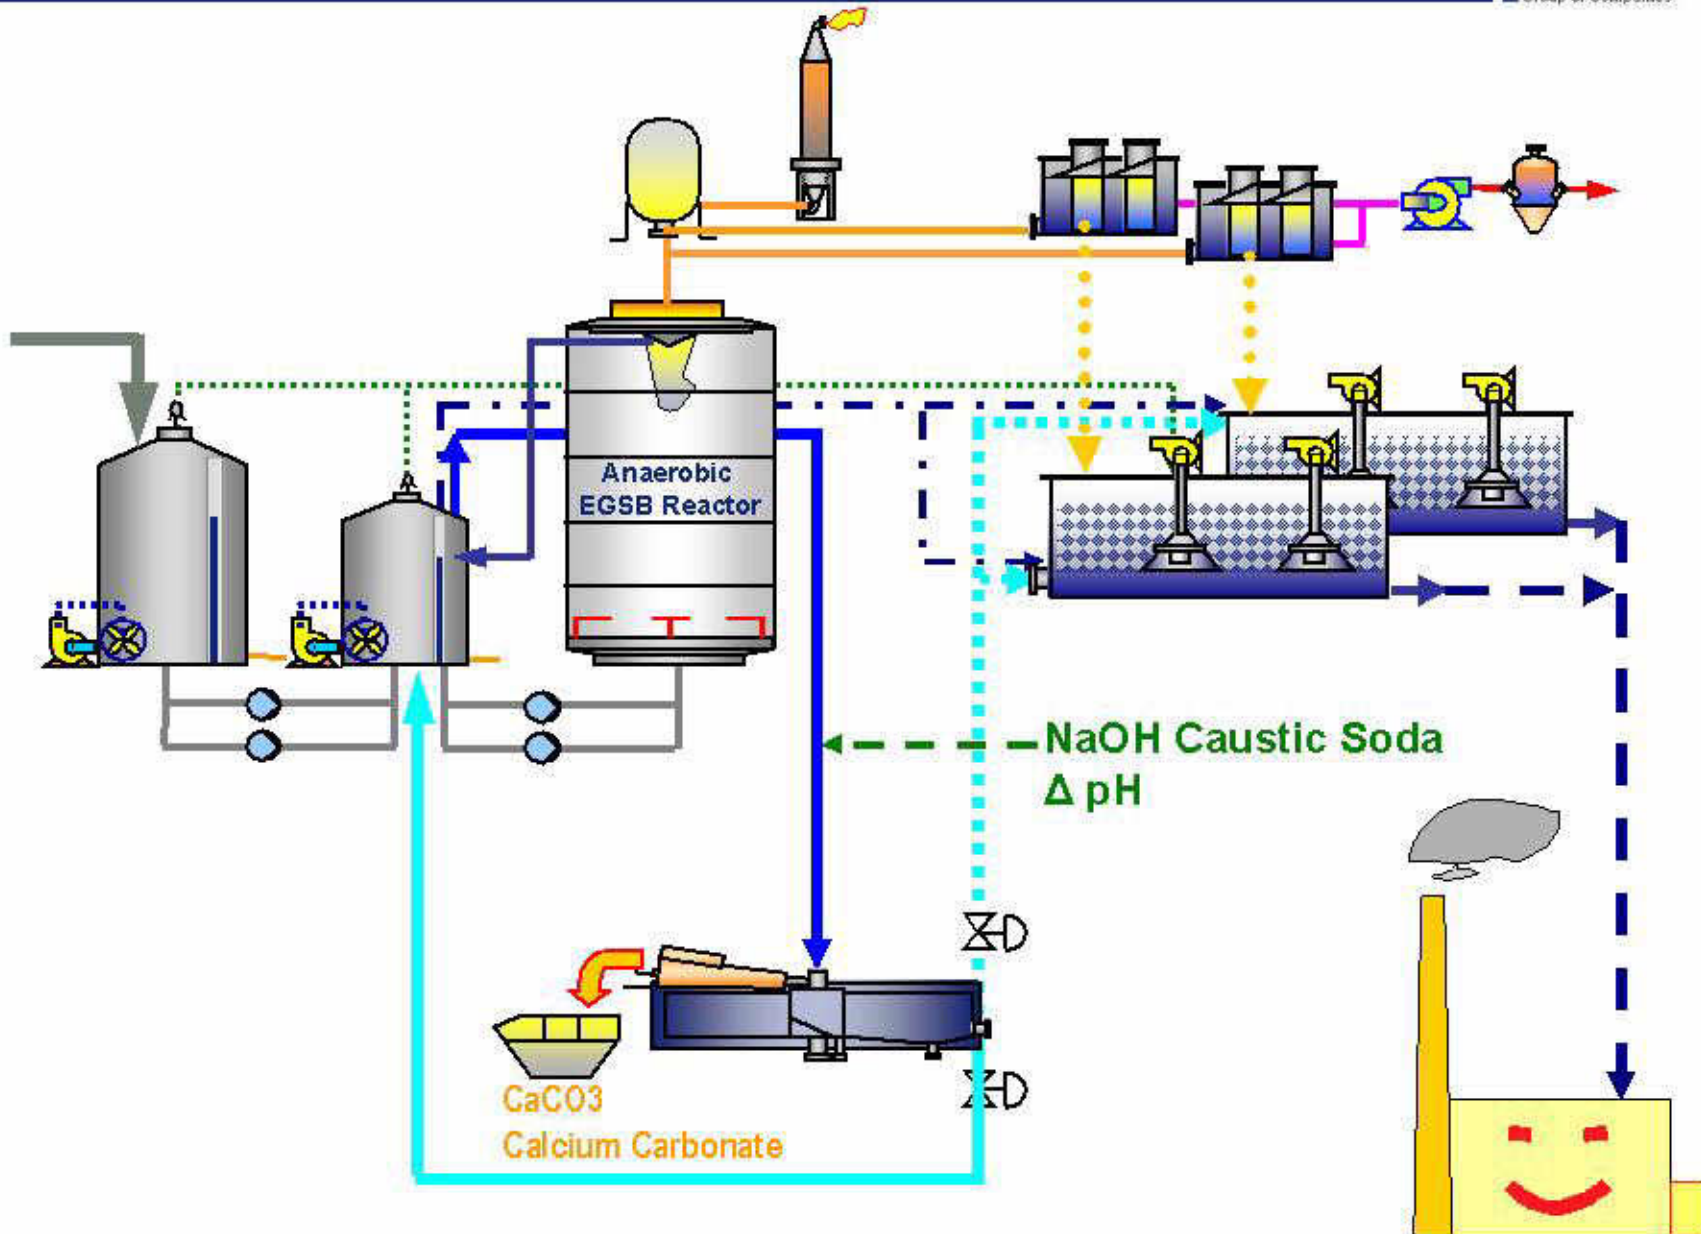 Anaerobic
EGSB Reactor
NaOH Caustic Soda
Δ pH
CaCO3
Calcium Carbonate